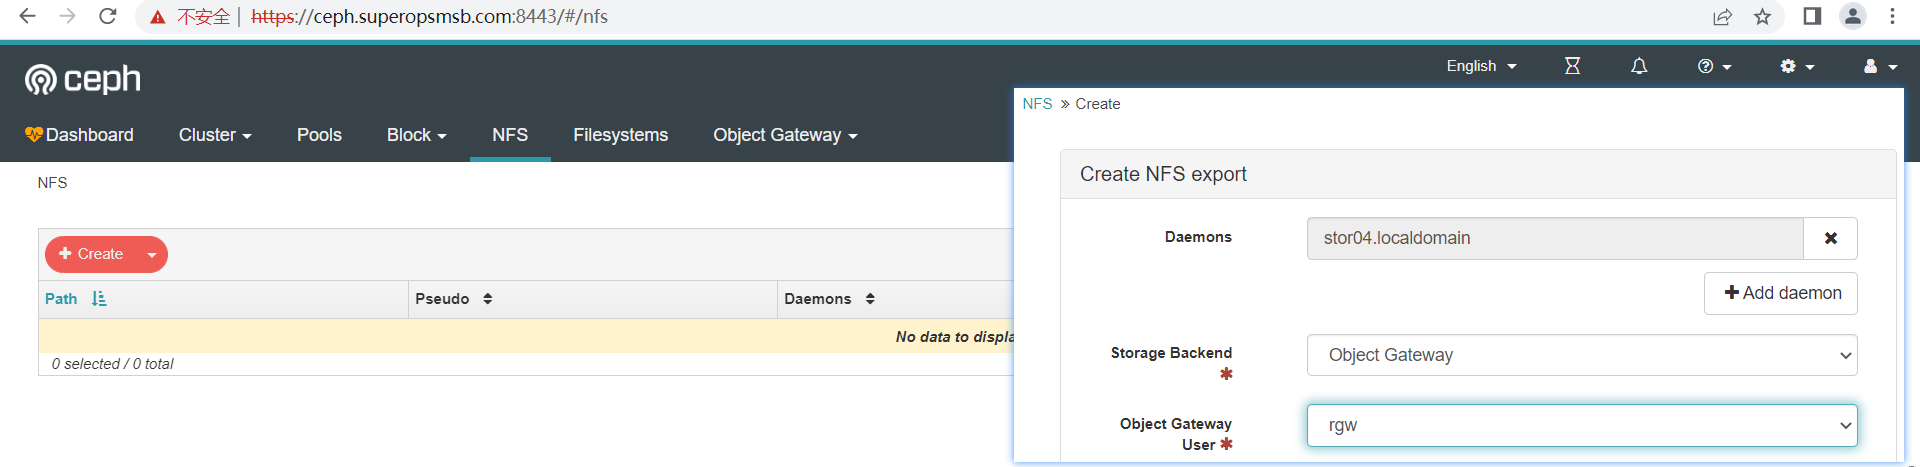 不安全 | https://ceph.superopsmsb.com:8443/#/nfs
ceph
English
Dashboard Cluster Pools Block NFS Filesystems Object Gateway
NFS
Create
Path Pseudo Daemons
No data to displa
0 selected / 0 total
NFS » Create
Create NFS export
Daemons stor04.localdomain
Add daemon
Storage Backend Object Gateway
Object Gateway rgw
User